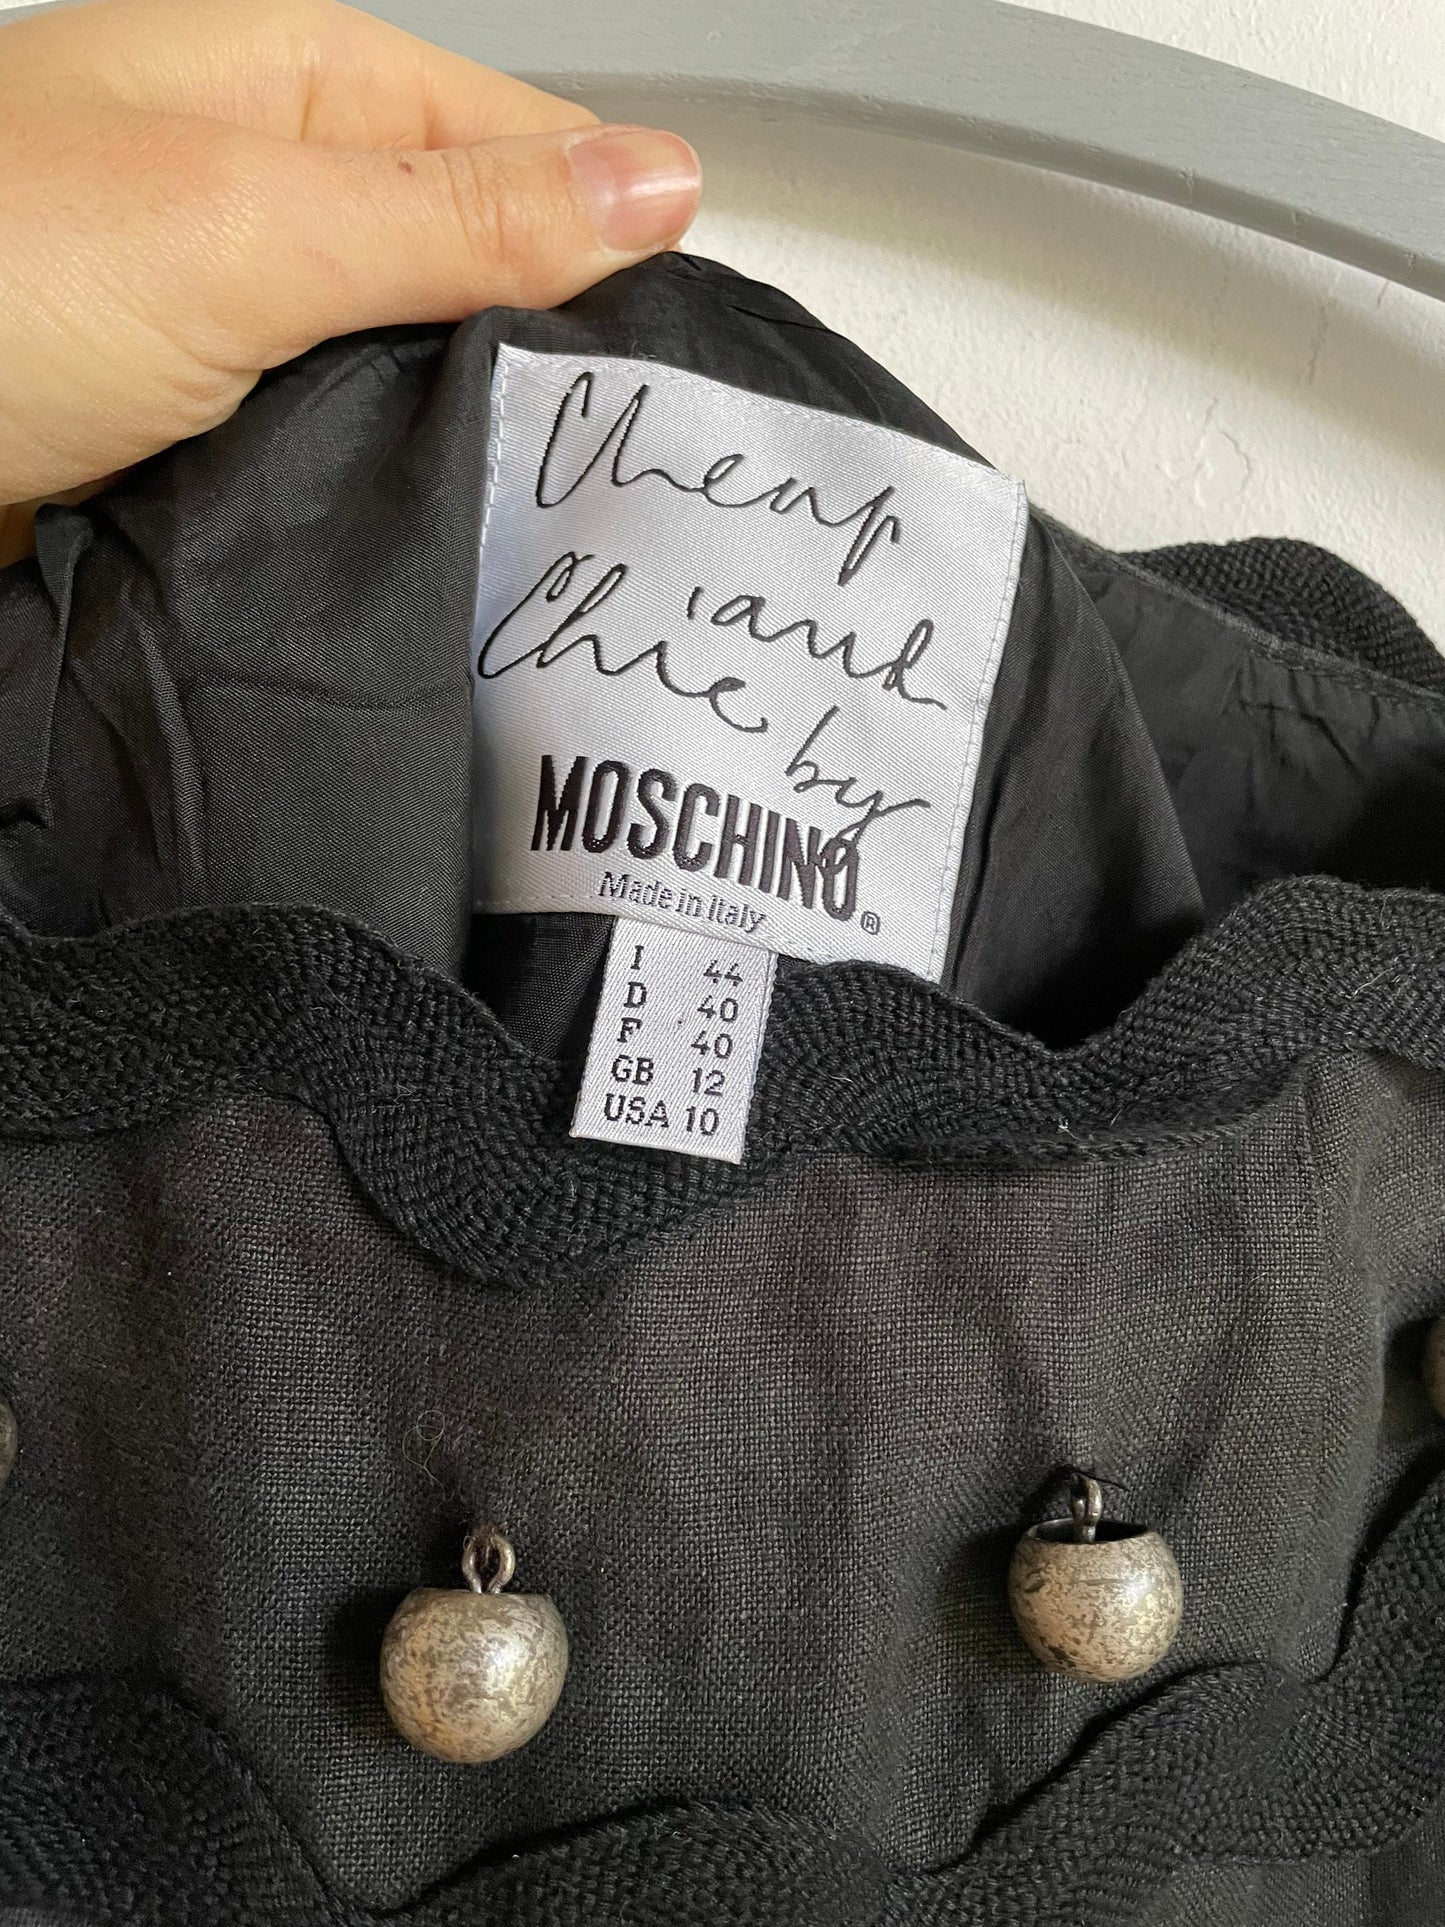 Cheap
and
Chic by
MOSCHINO®
Made in Italy
I 44
D 40
F 40
GB 12
USA 10